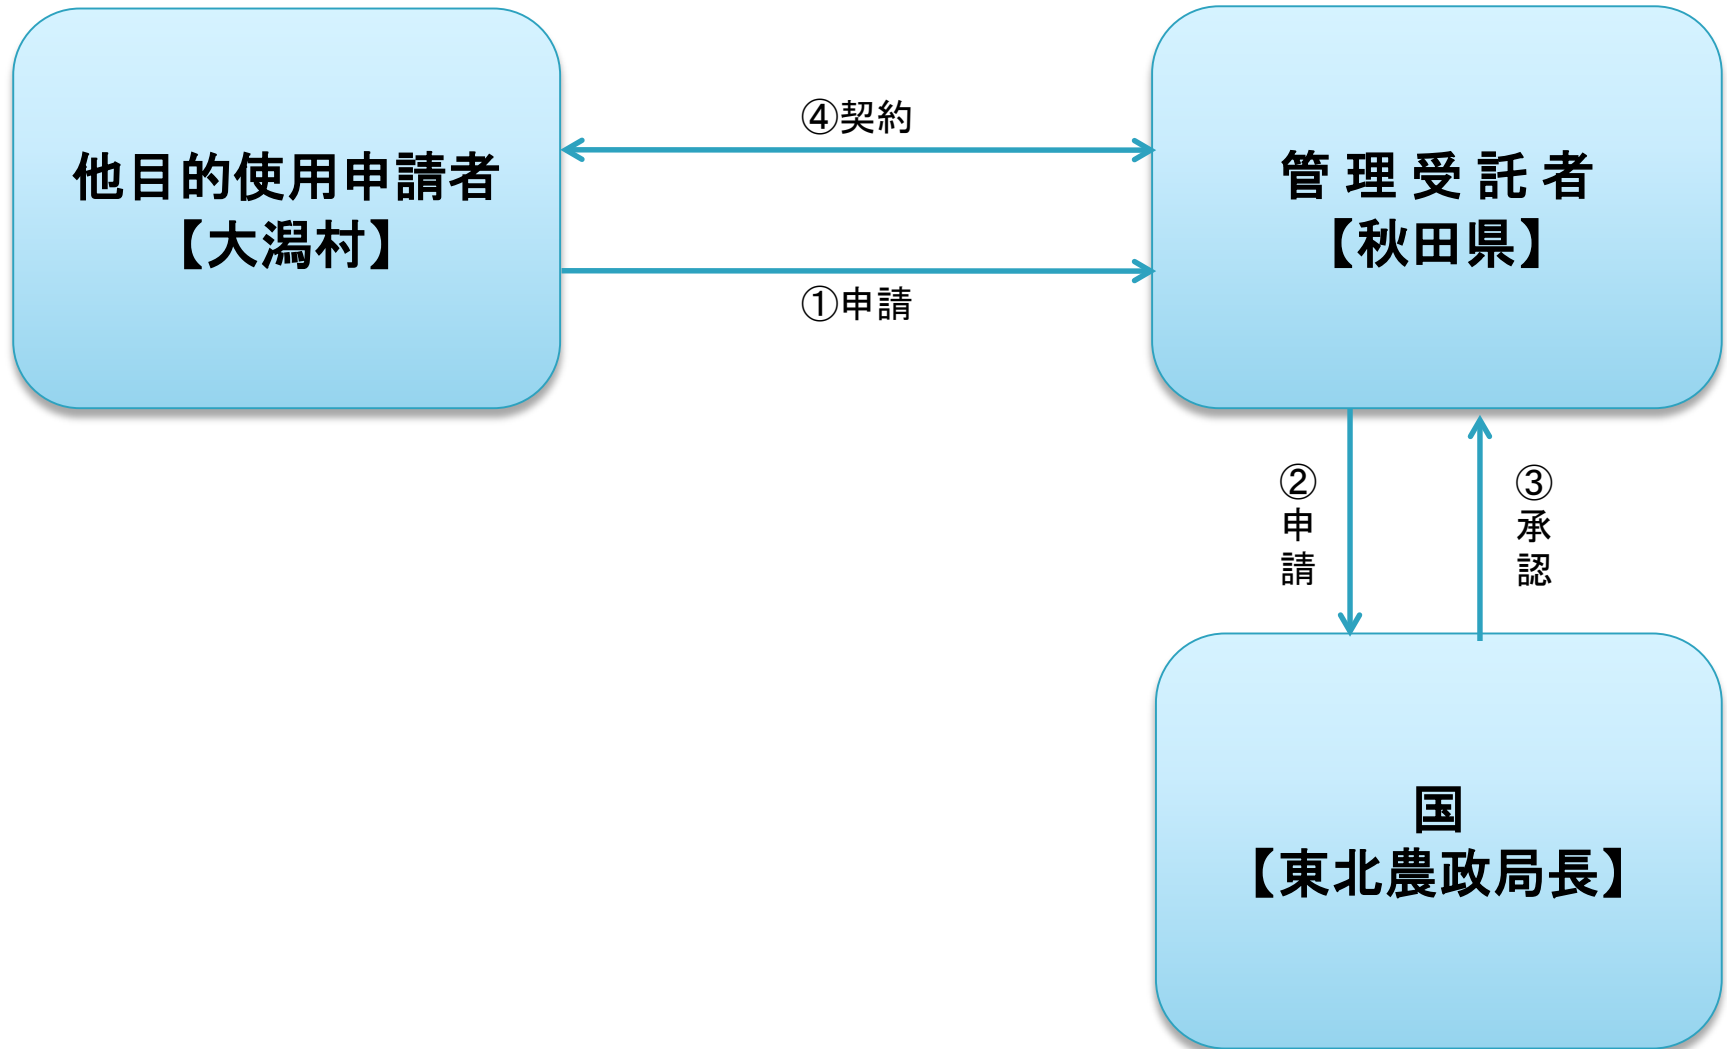 他目的使用申請者
【大潟村】
④契約
①申請
管理受託者
【秋田県】
②申請
③承認
国
【東北農政局長】